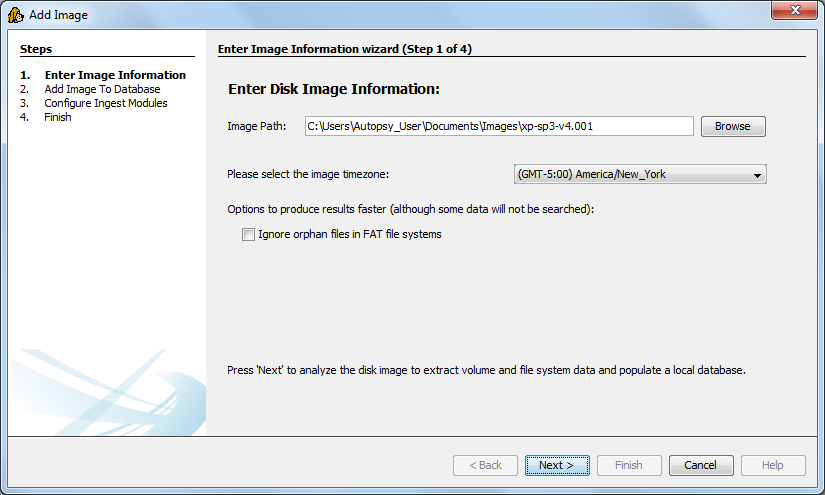 Add Image
Steps
1. Enter Image Information
2. Add Image To Database
3. Configure Ingest Modules
4. Finish
Enter Image Information wizard (Step 1 of 4)
Enter Disk Image Information:
Image Path: C:\Users\Autopsy_User\Documents\Images\xp-sp3-v4.001 Browse
Please select the image timezone: (GMT-5:00) America/New_York
Options to produce results faster (although some data will not be searched):
Ignore orphan files in FAT file systems
Press 'Next' to analyze the disk image to extract volume and file system data and populate a local database.
< Back Next > Finish Cancel Help